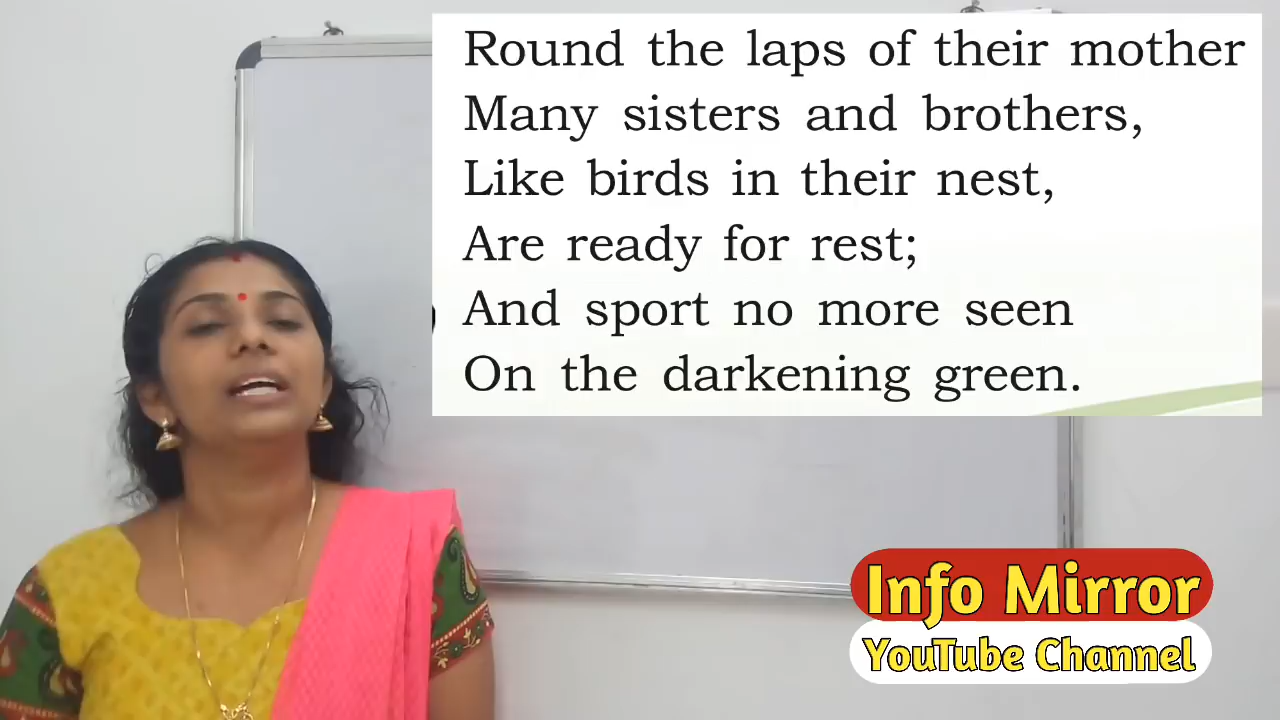 Round the laps of their mother
Many sisters and brothers,
Like birds in their nest,
Are ready for rest;
And sport no more seen
On the darkening green.
Info Mirror
YouTube Channel